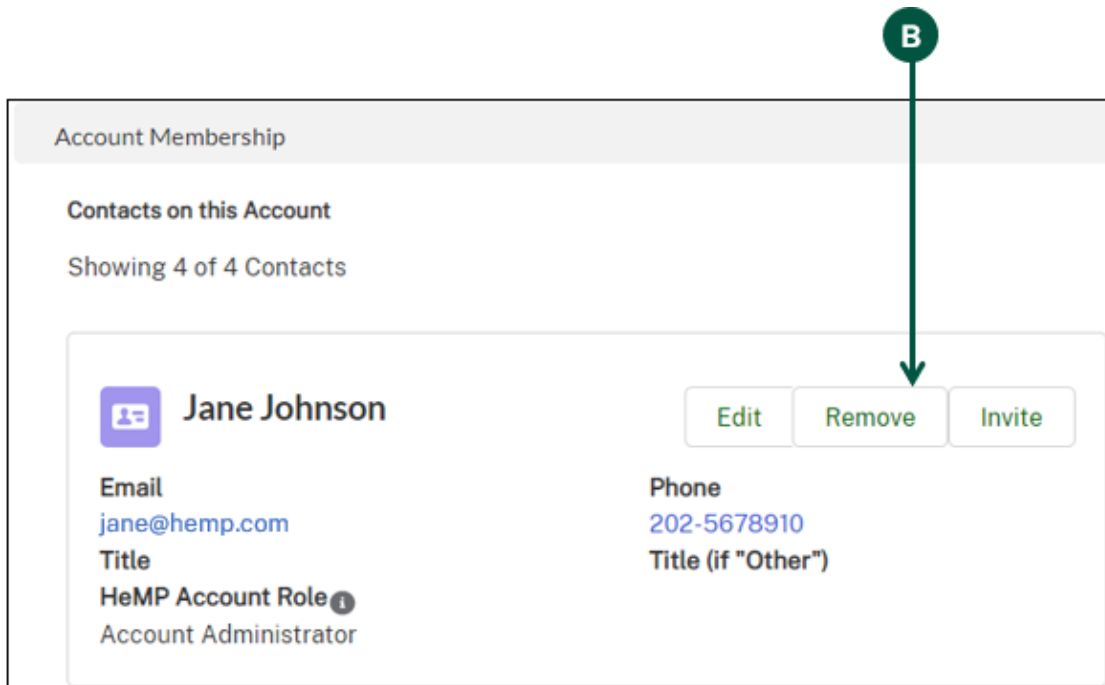 B
Account Membership
Contacts on this Account
Showing 4 of 4 Contacts
Jane Johnson
Edit
Remove
Invite
Email
jane@hemp.com
Phone
202-5678910
Title
Title (if "Other")
HeMP Account Role
Account Administrator